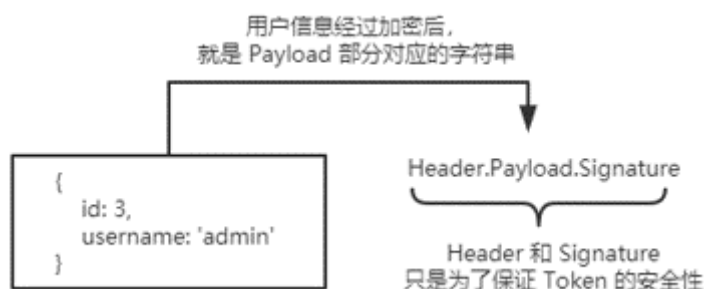 用户信息经过加密后，
就是 Payload 部分对应的字符串
{
id: 3,
username: 'admin'
}
Header.Payload.Signature
Header 和 Signature
只是为了保证 Token 的安全性